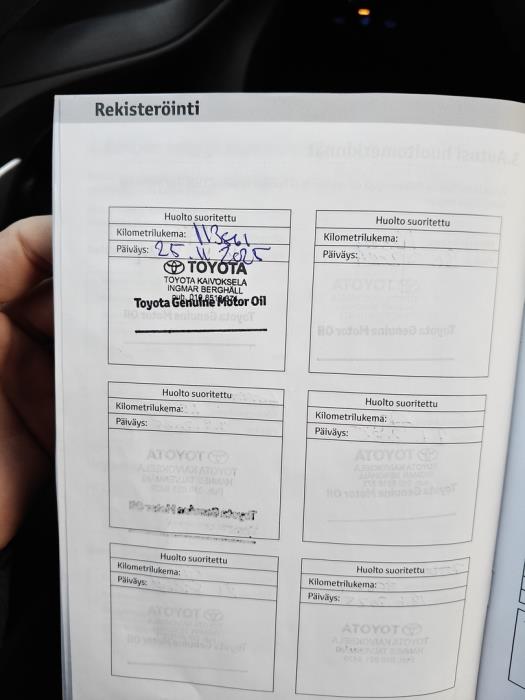 Rekisteröinti
Huolto suoritettu
Kilometrilukema:
Päiväys: 25.11.2025
TOYOTA
TOYOTA KAIVOKSELA
INGMAR BERGHÄLL
Toyota Genuine Motor Oil
Huolto suoritettu
Kilometrilukema:
Päiväys:
Huolto suoritettu
Kilometrilukema:
Päiväys:
Huolto suoritettu
Kilometrilukema:
Päiväys:
Huolto suoritettu
Kilometrilukema:
Päiväys:
Huolto suoritettu
Kilometrilukema:
Päiväys: